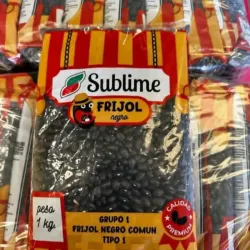 Sublime
FRIJOL
negro
peso
1 kg.
GRUPO 1
FRIJOL NEGRO COMUN
TIPO 1
CALIDAD
PREMIUM